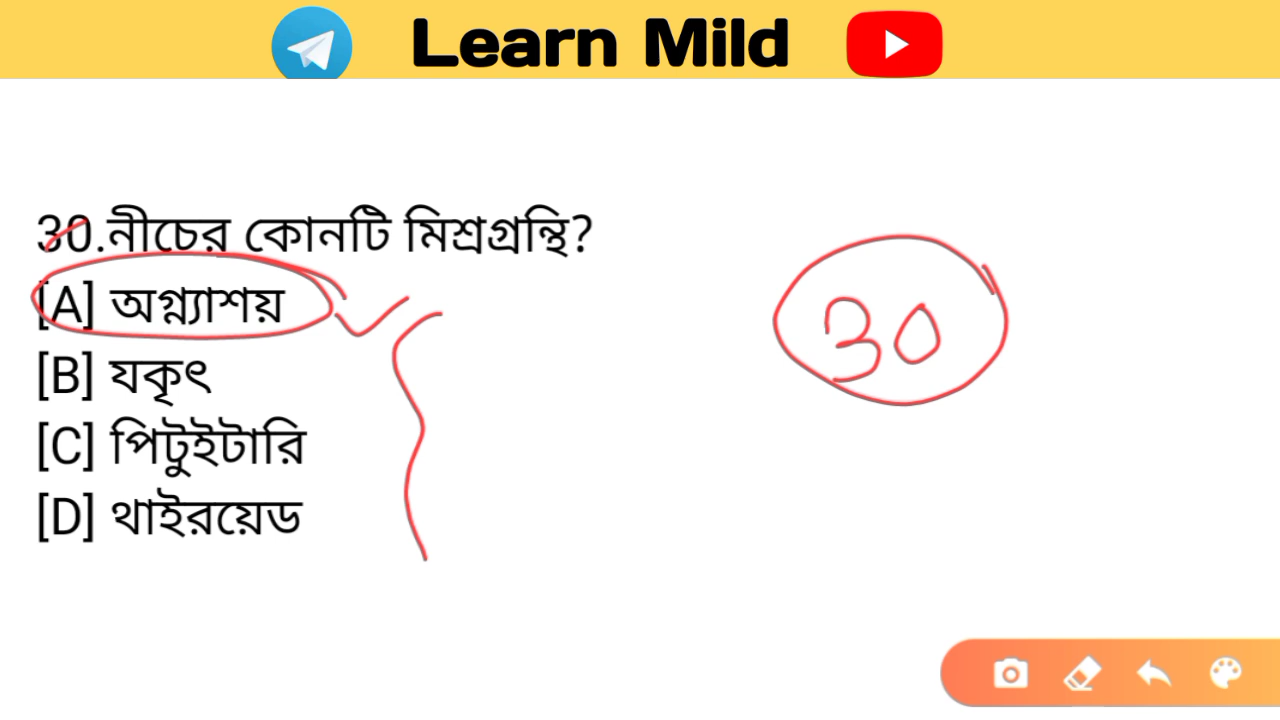 Learn Mild
30.নীচের কোনটি মিশ্রগ্রন্থি?
[A] অগ্ন্যাশয়
[B] যকৃৎ
[C] পিটুইটারি
[D] থাইরয়েড
30